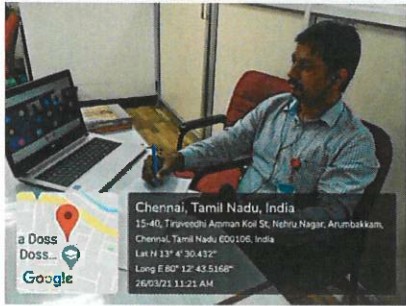 a Doss
Doss...
Google
Chennai, Tamil Nadu, India
15-40, Tiruveedhi Amman Koil St, Nehru Nagar, Arumbakkam,
Chennai, Tamil Nadu 600106, India
Lat N 13° 4' 30.432"
Long E 80° 12' 43.5168"
26/03/21 11:21 AM